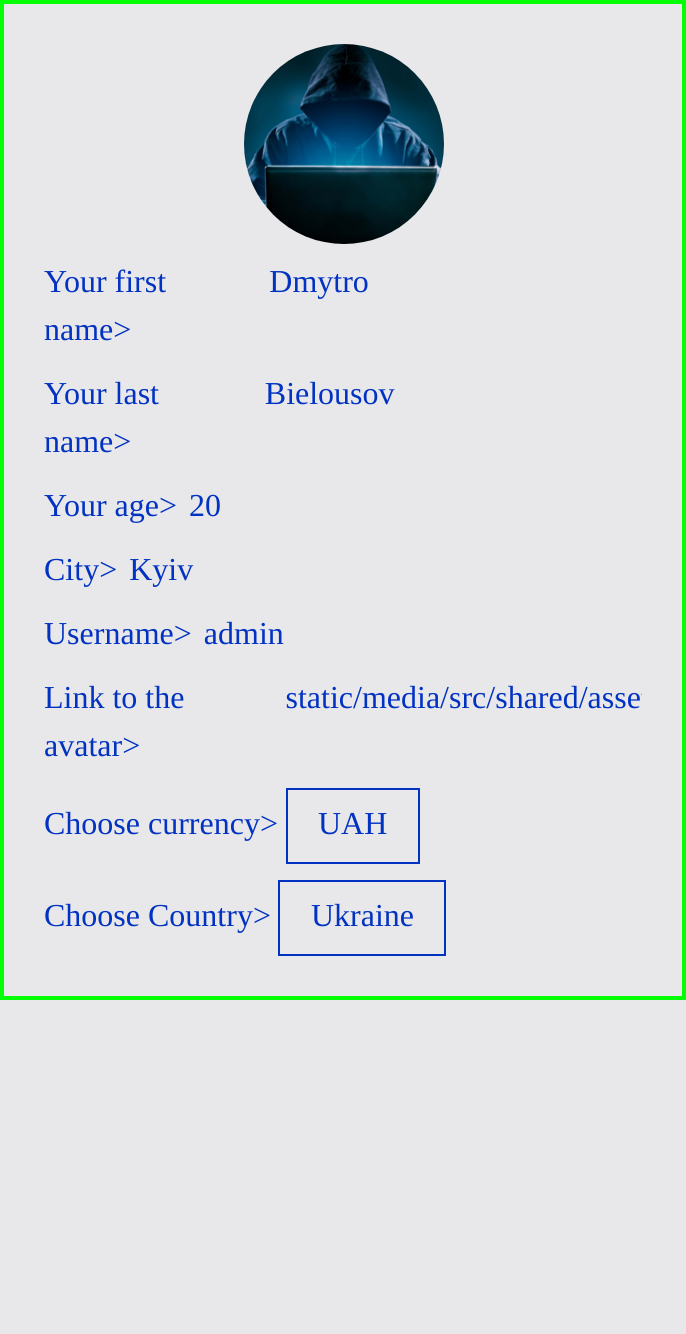 Your first Dmytro
name>
Your last Bielousov
name>
Your age> 20
City> Kyiv
Username> admin
Link to the static/media/src/shared/asse
avatar>
Choose currency> UAH
Choose Country> Ukraine